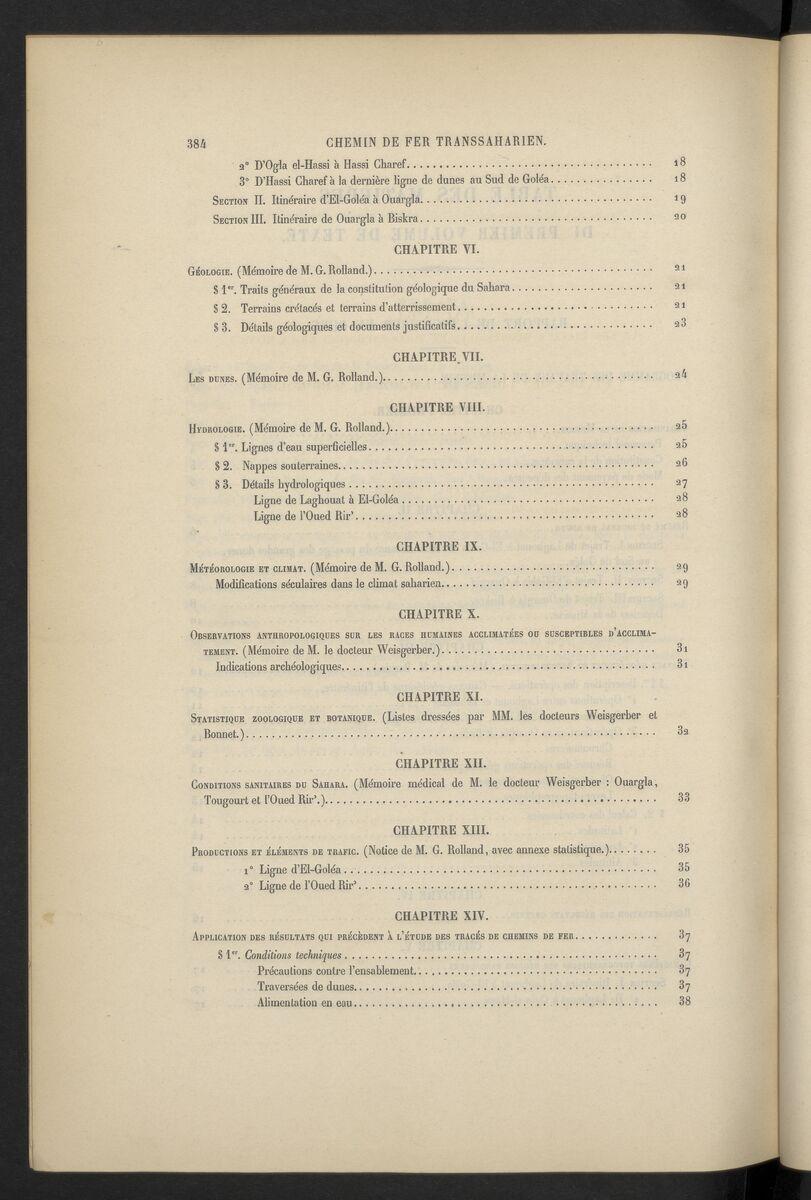 384 CHEMIN DE FER TRANSSAHARIEN.
2° D'Ogla el-Hassi à Hassi Charef. 18
3° D'Hassi Charef à la dernière ligne de dunes au Sud de Goléa. 18
SECTION II. Itinéraire d'El-Goléa à Ouargla. 19
SECTION III. Itinéraire de Ouargla à Biskra. 20
CHAPITRE VI.
GÉOLOGIE. (Mémoire de M. G. Rolland.) 21
§ 1er. Traits généraux de la constitution géologique du Sahara. 21
§ 2. Terrains crétacés et terrains d'atterrissement. 21
§ 3. Détails géologiques et documents justificatifs. 23
CHAPITRE VII.
LES DUNES. (Mémoire de M. G. Rolland.). 24
CHAPITRE VIII.
HYDROLOGIE. (Mémoire de M. G. Rolland.). 25
§ 1er. Lignes d'eau superficielles. 25
§ 2. Nappes souterraines. 26
§ 3. Détails hydrologiques 27
Ligne de Laghouat à El-Goléa 28
Ligne de l'Oued Rir' 28
CHAPITRE IX.
MÉTÉOROLOGIE ET CLIMAT. (Mémoire de M. G. Rolland.) 29
Modifications séculaires dans le climat saharien. 29
CHAPITRE X.
OBSERVATIONS ANTHROPOLOGIQUES SUR LES RACES HUMAINES ACCLIMATÉES OU SUSCEPTIBLES D'ACCLIMA-
TEMENT. (Mémoire de M. le docteur Weisgerber.) 31
Indications archéologiques. 31
CHAPITRE XI.
STATISTIQUE ZOOLOGIQUE ET BOTANIQUE. (Listes dressées par MM. les docteurs Weisgerber et
Bonnet.) 32
CHAPITRE XII.
CONDITIONS SANITAIRES DU SAHARA. (Mémoire médical de M. le docteur Weisgerber : Ouargla,
Tougourt et l'Oued Rir'.). 33
CHAPITRE XIII.
PRODUCTIONS ET ÉLÉMENTS DE TRAFIC. (Notice de M. G. Rolland, avec annexe statistique.). 35
1° Ligne d'El-Goléa 35
2° Ligne de l'Oued Rir' 36
CHAPITRE XIV.
APPLICATION DES RÉSULTATS QUI PRÉCÈDENT À L'ÉTUDE DES TRACÉS DE CHEMINS DE FER. 37
§ 1er. Conditions techniques 37
Précautions contre l'ensablement. 37
Traversées de dunes. 37
Alimentation en eau 38